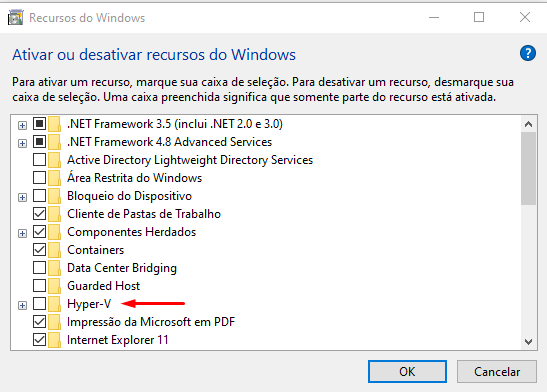 Recursos do Windows
Ativar ou desativar recursos do Windows
Para ativar um recurso, marque sua caixa de seleção. Para desativar um recurso, desmarque sua
caixa de seleção. Uma caixa preenchida significa que somente parte do recurso está ativada.
.NET Framework 3.5 (inclui .NET 2.0 e 3.0)
.NET Framework 4.8 Advanced Services
Active Directory Lightweight Directory Services
Área Restrita do Windows
Bloqueio do Dispositivo
Cliente de Pastas de Trabalho
Componentes Herdados
Containers
Data Center Bridging
Guarded Host
Hyper-V
Impressão da Microsoft em PDF
Internet Explorer 11
OK
Cancelar